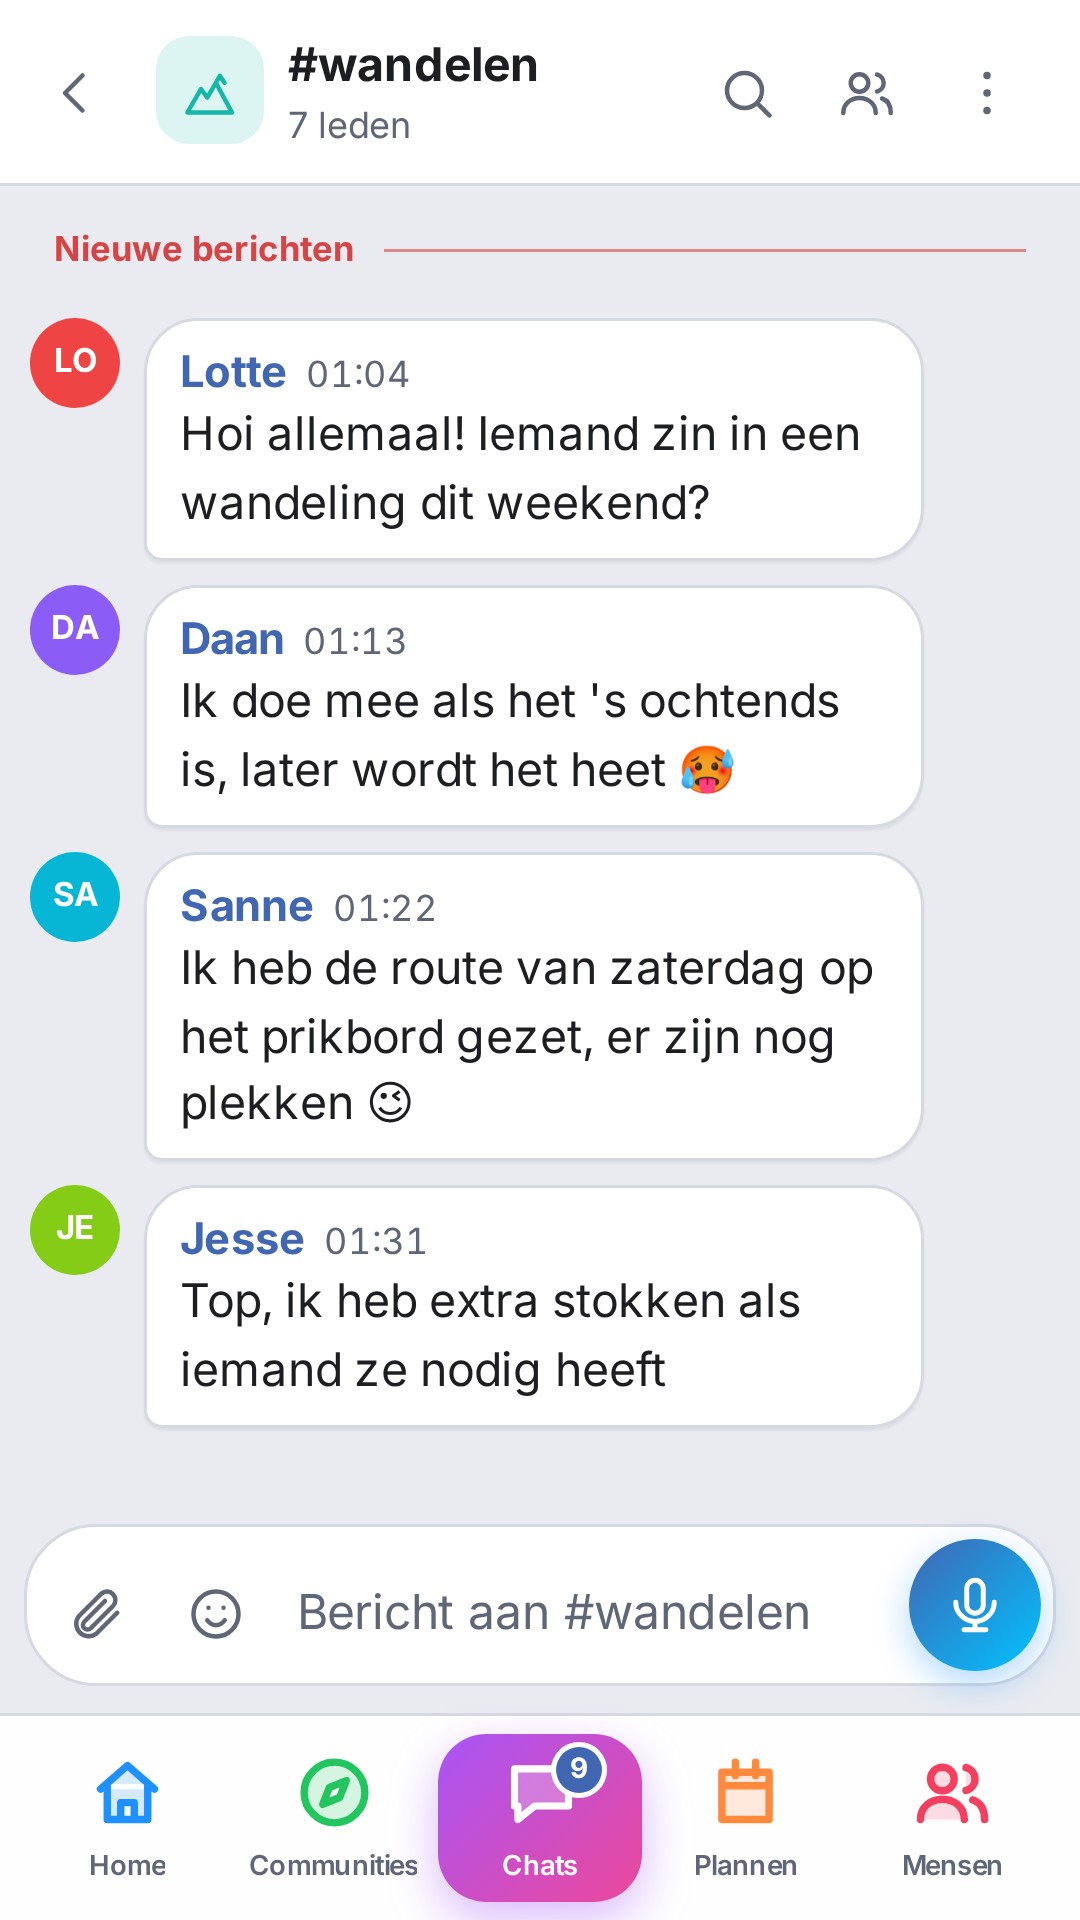 #wandelen
7 leden
Nieuwe berichten
LO
Lotte 01:04
Hoi allemaal! Iemand zin in een
wandeling dit weekend?
DA
Daan 01:13
Ik doe mee als het 's ochtends
is, later wordt het heet 🥵
SA
Sanne 01:22
Ik heb de route van zaterdag op
het prikbord gezet, er zijn nog
plekken 😉
JE
Jesse 01:31
Top, ik heb extra stokken als
iemand ze nodig heeft
Bericht aan #wandelen
9
Home
Communities
Chats
Plannen
Mensen